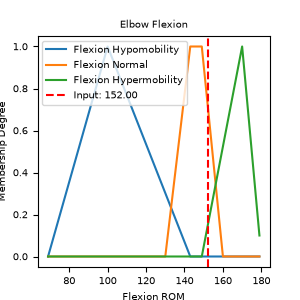 Elbow Flexion
Flexion Hypomobility
Flexion Normal
Flexion Hypermobility
Input: 152.00
Membership Degree
1.0
0.8
0.6
0.4
0.2
0.0
80 100 120 140 160 180
Flexion ROM